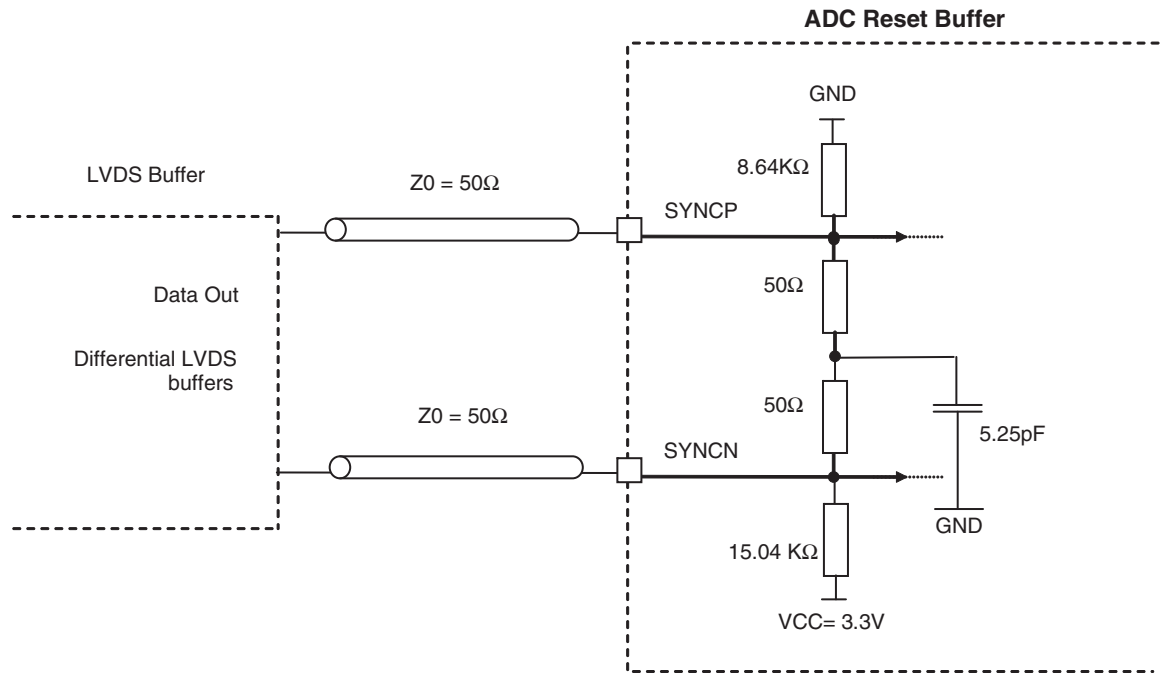 ADC Reset Buffer
GND
8.64KΩ
LVDS Buffer
Z0 = 50Ω
SYNCP
50Ω
Data Out
Differential LVDS
buffers
50Ω
Z0 = 50Ω
5.25pF
SYNCN
GND
15.04 KΩ
VCC= 3.3V